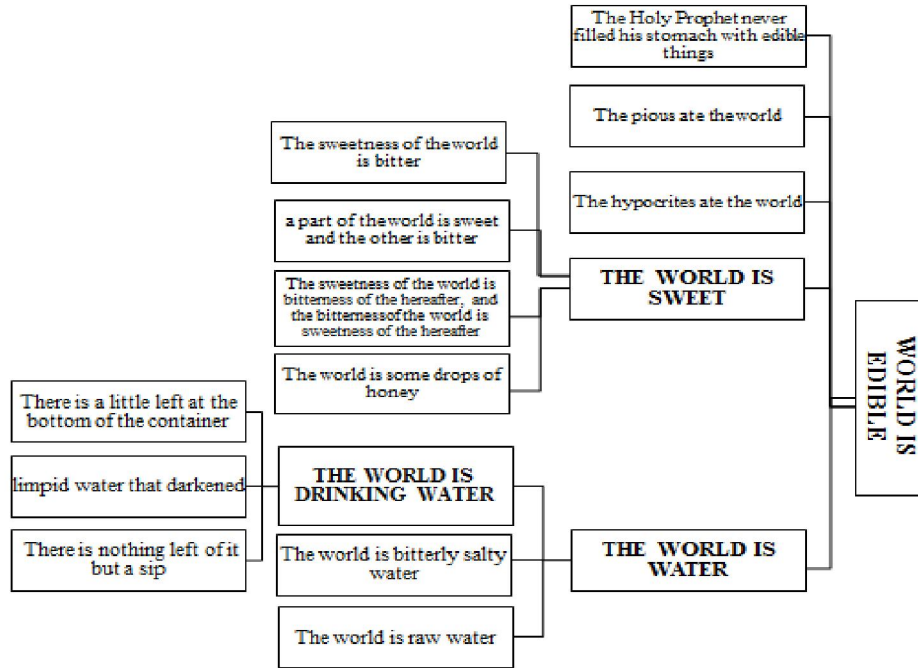 The Holy Prophet never
filled his stomach with edible
things
The pious ate the world
The hypocrites ate the world
THE WORLD IS
SWEET
The sweetness of the world
is bitter
a part of the world is sweet
and the other is bitter
The sweetness of the world is
bitterness of the hereafter, and
the bitternessof the world is
sweetness of the hereafter
The world is some drops of
honey
WORLD IS
EDIBLE
There is a little left at the
bottom of the container
limpid water that darkened
There is nothing left of it
but a sip
THE WORLD IS
DRINKING WATER
The world is bitterly salty
water
The world is raw water
THE WORLD IS
WATER